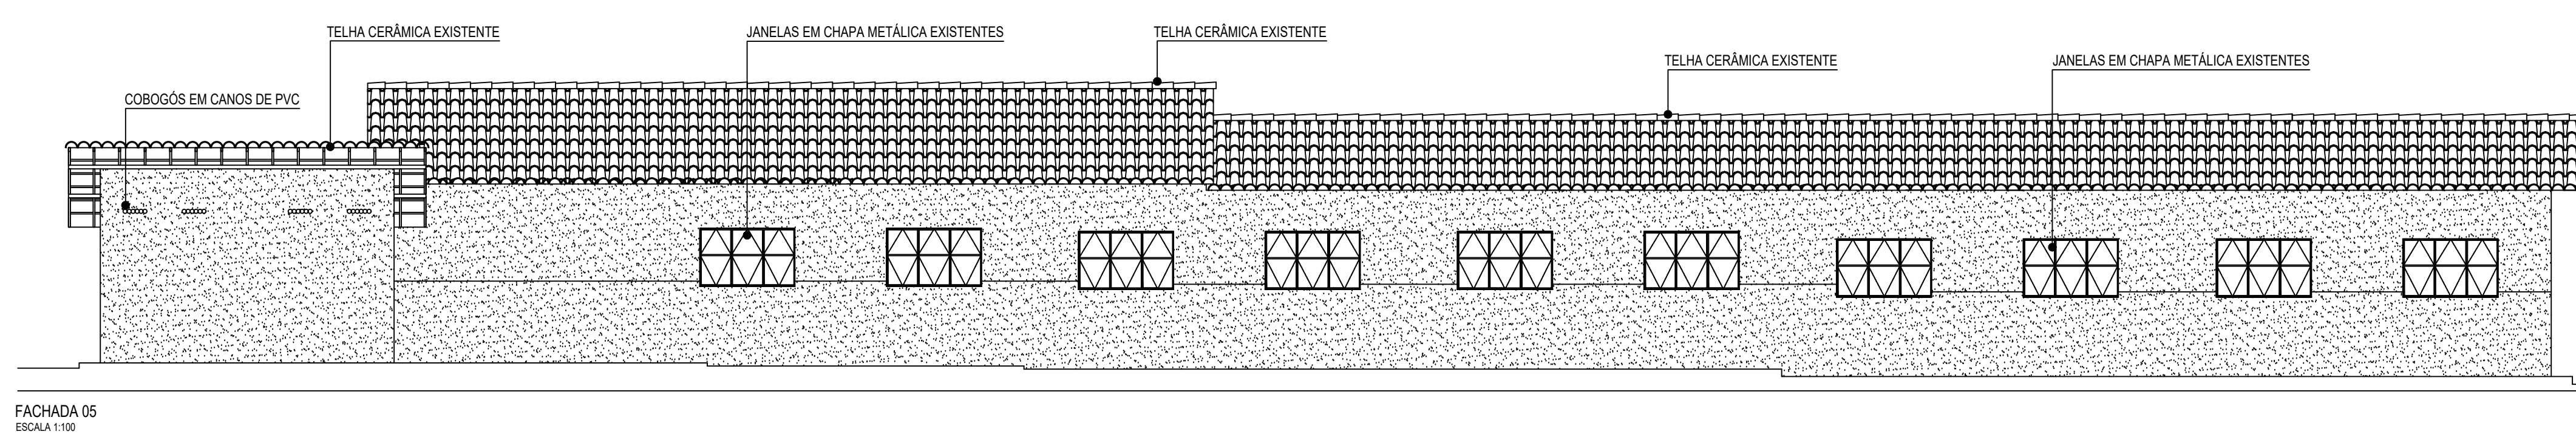 TELHA CERÂMICA EXISTENTE
JANELAS EM CHAPA METÁLICA EXISTENTES
TELHA CERÂMICA EXISTENTE
TELHA CERÂMICA EXISTENTE
JANELAS EM CHAPA METÁLICA EXISTENTES
COBOGÓS EM CANOS DE PVC
FACHADA 05
ESCALA 1:100